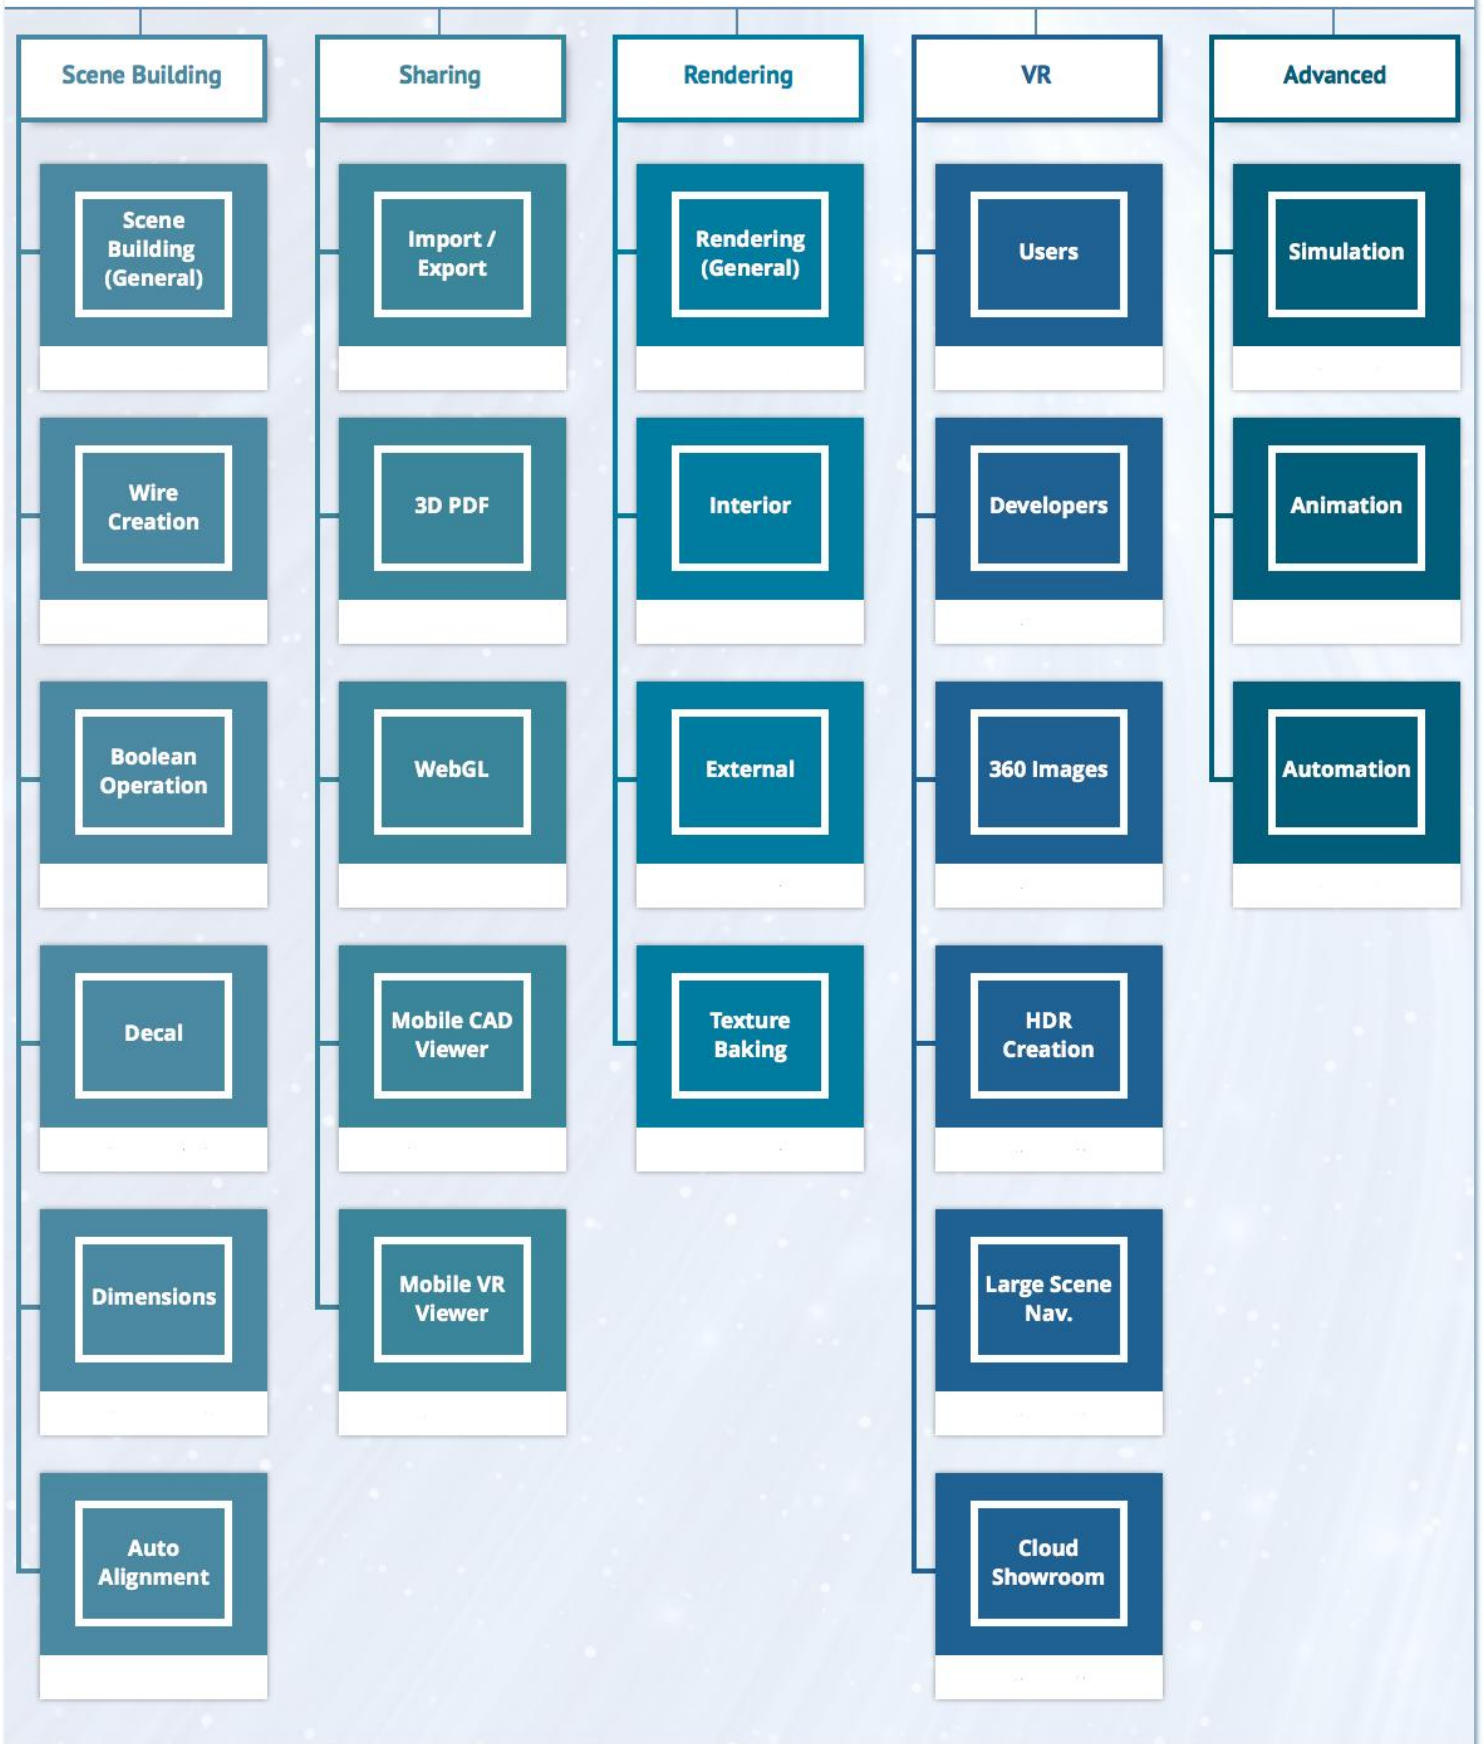 Scene Building
Scene
Building
(General)
Wire
Creation
Boolean
Operation
Decal
Dimensions
Auto
Alignment
Sharing
Import /
Export
3D PDF
WebGL
Mobile CAD
Viewer
Mobile VR
Viewer
Rendering
Rendering
(General)
Interior
External
Texture
Baking
VR
Users
Developers
360 Images
HDR
Creation
Large Scene
Nav.
Cloud
Showroom
Advanced
Simulation
Animation
Automation